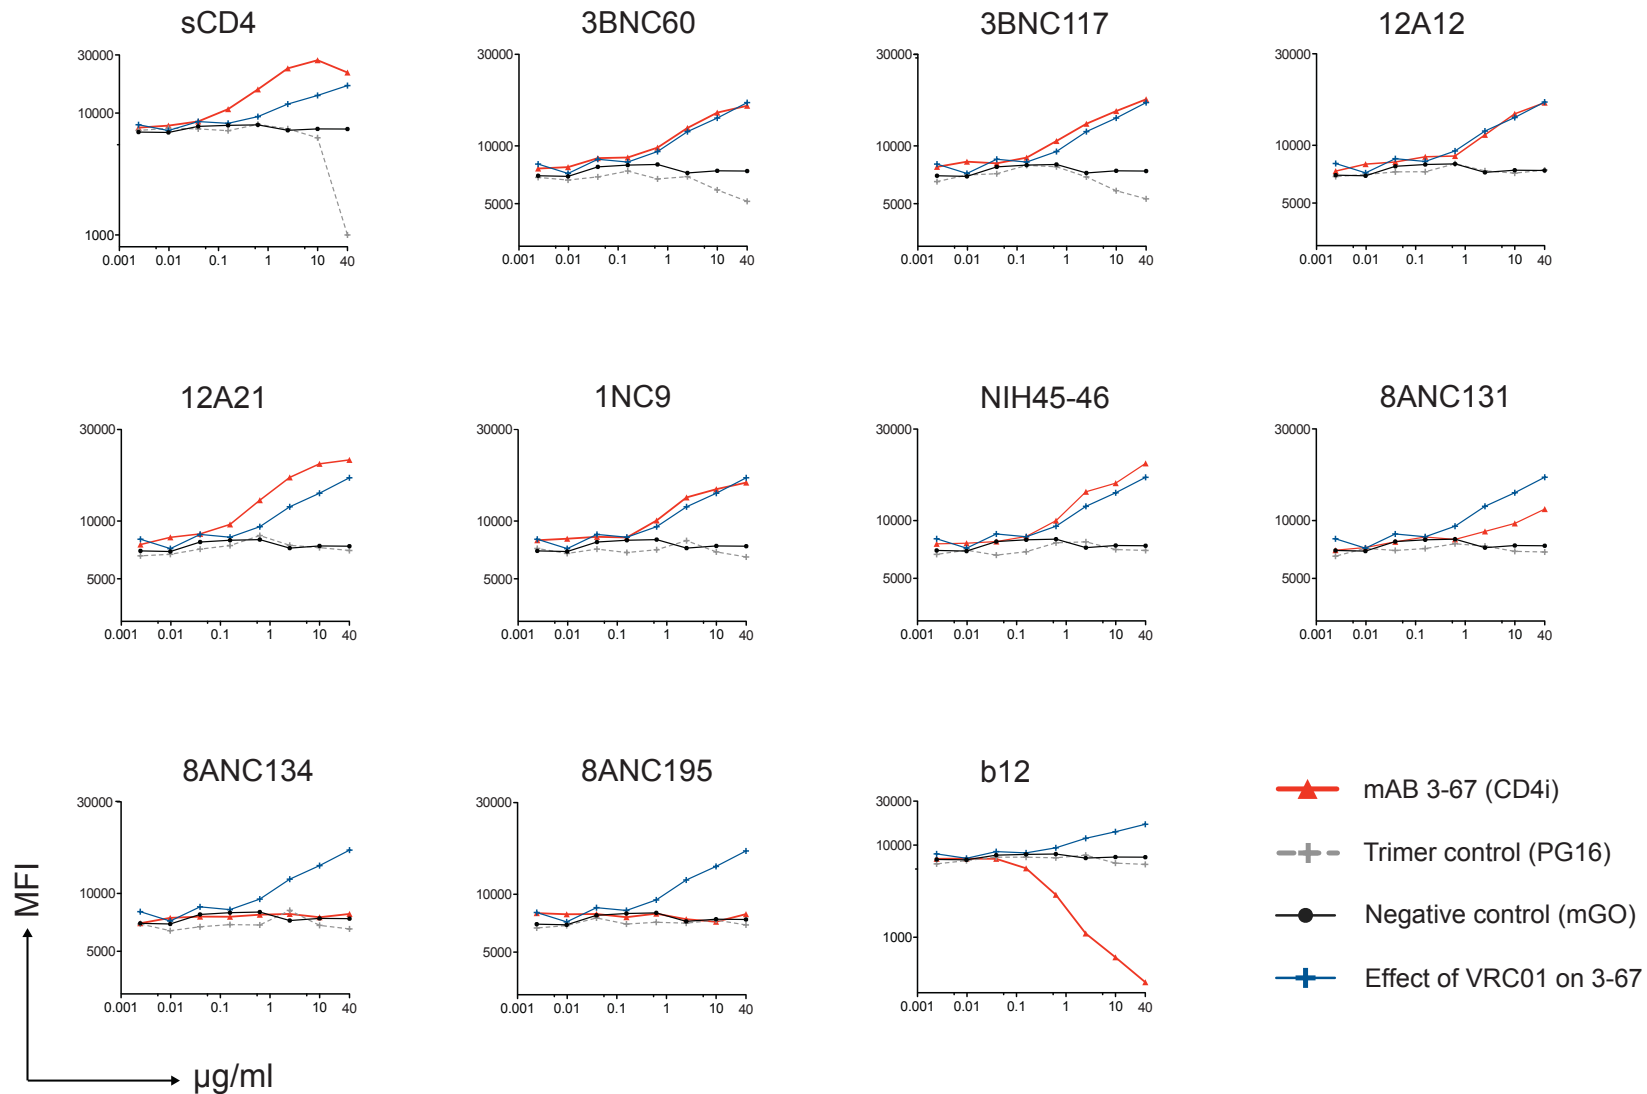 sCD4
3BNC60
3BNC117
12A12
30000
10000
1000
0.001 0.01 0.1 1 10 40
30000
10000
5000
0.001 0.01 0.1 1 10 40
30000
10000
5000
0.001 0.01 0.1 1 10 40
30000
10000
5000
0.001 0.01 0.1 1 10 40
12A21
1NC9
NIH45-46
8ANC131
30000
10000
5000
0.001 0.01 0.1 1 10 40
30000
10000
5000
0.001 0.01 0.1 1 10 40
30000
10000
5000
0.001 0.01 0.1 1 10 40
30000
10000
5000
0.001 0.01 0.1 1 10 40
8ANC134
8ANC195
b12
30000
10000
5000
0.001 0.01 0.1 1 10 40
30000
10000
5000
0.001 0.01 0.1 1 10 40
30000
10000
1000
0.001 0.01 0.1 1 10 40
mAB 3-67 (CD4i)
Trimer control (PG16)
Negative control (mGO)
Effect of VRC01 on 3-67
MFI
µg/ml